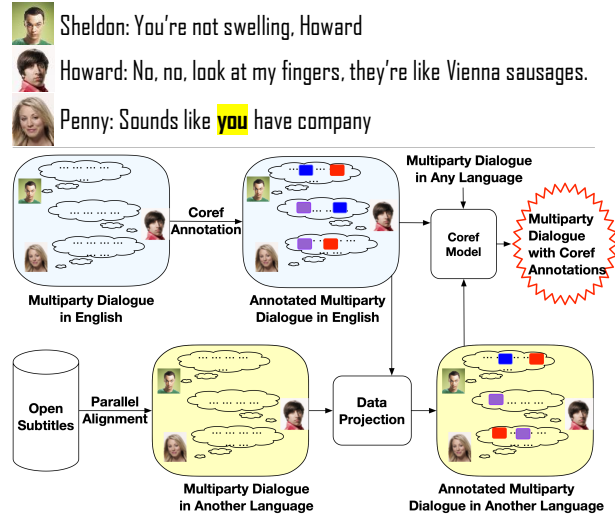 Sheldon: You're not swelling, Howard
Howard: No, no, look at my fingers, they're like Vienna sausages.
Penny: Sounds like you have company
Multiparty Dialogue
in Any Language
Coref
Annotation
Coref
Model
Multiparty
Dialogue
with Coref
Annotations
Multiparty Dialogue
in English
Annotated Multiparty
Dialogue in English
Open
Subtitles
Parallel
Alignment
Data
Projection
Multiparty Dialogue
in Another Language
Annotated Multiparty
Dialogue in Another Language